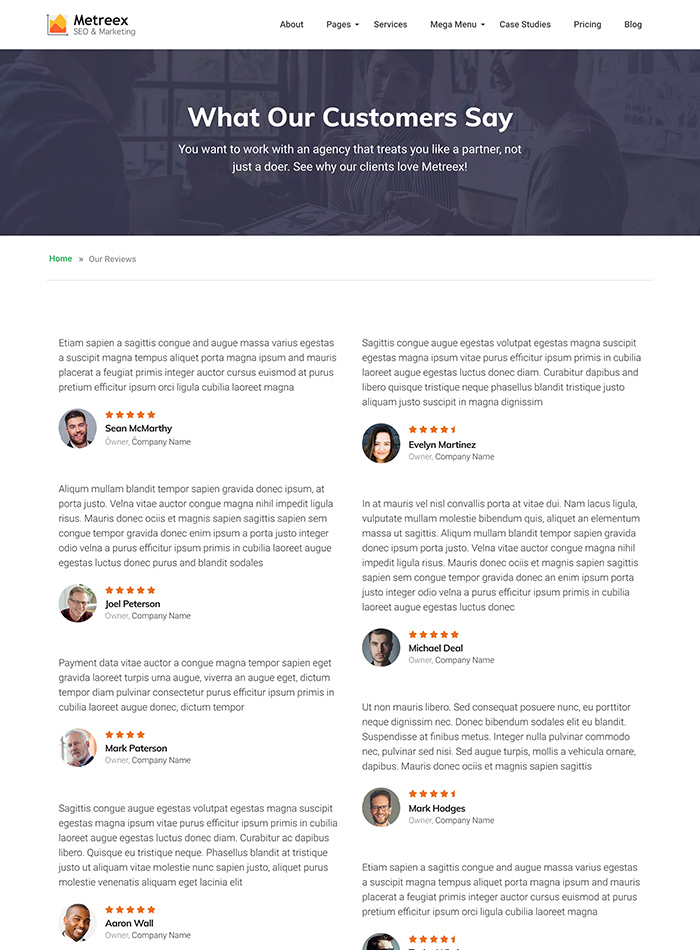 Metreex
SEO & Marketing
About
Pages
Services
Mega Menu
Case Studies
Pricing
Blog
What Our Customers Say
You want to work with an agency that treats you like a partner, not
just a doer. See why our clients love Metreex!
Home » Our Reviews
Etiam sapien a sagittis congue and augue massa varius egestas
a suscipit magna tempus aliquet porta magna ipsum and mauris
placerat a feugiat primis integer auctor cursus euismod at purus
pretium efficitur ipsum orci ligula cubilia laoreet magna
Sean McMarthy
Owner, Company Name
Aliqum mullam blandit tempor sapien gravida donec ipsum, at
porta justo. Velna vitae auctor congue magna nihil impedit ligula
risus. Mauris donec ociis et magnis sapien sagittis sapien sem
congue tempor gravida donec enim ipsum a porta justo integer
odio velna a purus efficitur ipsum primis in cubilia laoreet augue
egestas luctus donec purus and blandit sodales
Joel Peterson
Owner, Company Name
Payment data vitae auctor a congue magna tempor sapien eget
gravida laoreet turpis urna augue, viverra an augue eget, dictum
tempor diam pulvinar consectetur purus efficitur ipsum primis in
cubilia laoreet augue donec, dictum tempor
Mark Paterson
Owner, Company Name
Sagittis congue augue egestas volutpat egestas magna suscipit
egestas magna ipsum vitae purus efficitur ipsum primis in cubilia
laoreet augue egestas luctus donec diam. Curabitur ac dapibus
libero. Quisque eu tristique neque. Phasellus blandit at tristique
justo ut aliquam vitae molestie nunc sapien justo, aliquet purus
molestie venenatis aliquam eget lacinia elit
Aaron Wall
Owner, Company Name
Sagittis congue augue egestas volutpat egestas magna suscipit
egestas magna ipsum vitae purus efficitur ipsum primis in cubilia
laoreet augue egestas luctus donec diam. Curabitur dapibus and
libero quisque tristique neque phasellus blandit tristique justo
aliquam justo suscipit in magna dignissim
Evelyn Martinez
Owner, Company Name
In at mauris vel nisl convallis porta at vitae dui. Nam lacus ligula,
vulputate mullam molestie bibendum quis, aliquet an elementum
massa ut sagittis. Aliqum mullam blandit tempor sapien gravida
donec ipsum porta justo. Velna vitae auctor congue magna nihil
impedit ligula risus. Mauris donec ociis et magnis sapien sagittis
sapien sem congue tempor gravida donec an enim ipsum porta
justo integer odio velna a purus efficitur ipsum primis in cubilia
laoreet augue egestas luctus donec
Michael Deal
Owner, Company Name
Ut non mauris libero. Sed consequat posuere nunc, eu porttitor
neque dignissim nec. Donec bibendum sodales elit eu blandit.
Suspendisse at finibus metus. Integer nulla pulvinar commodo
nec, pulvinar sed nisi. Sed augue turpis, mollis a vehicula ornare,
dapibus. Mauris donec ociis et magnis sapien sagittis
Mark Hodges
Owner, Company Name
Etiam sapien a sagittis congue and augue massa varius egestas
a suscipit magna tempus aliquet porta magna ipsum and mauris
placerat a feugiat primis integer auctor cursus euismod at purus
pretium efficitur ipsum orci ligula cubilia laoreet magna